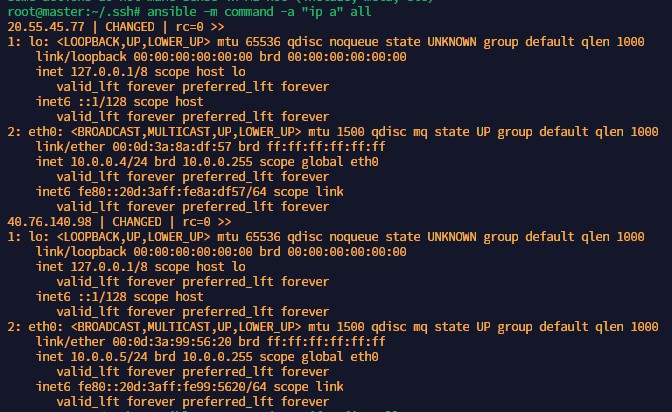 root@master:~/.ssh# ansible -m command -a "ip a" all
20.55.45.77 | CHANGED | rc=0 >>
1: lo: <LOOPBACK,UP,LOWER_UP> mtu 65536 qdisc noqueue state UNKNOWN group default qlen 1000
    link/loopback 00:00:00:00:00:00 brd 00:00:00:00:00:00
    inet 127.0.0.1/8 scope host lo
       valid_lft forever preferred_lft forever
    inet6 ::1/128 scope host
       valid_lft forever preferred_lft forever
2: eth0: <BROADCAST,MULTICAST,UP,LOWER_UP> mtu 1500 qdisc mq state UP group default qlen 1000
    link/ether 00:0d:3a:8a:df:57 brd ff:ff:ff:ff:ff:ff
    inet 10.0.0.4/24 brd 10.0.0.255 scope global eth0
       valid_lft forever preferred_lft forever
    inet6 fe80::20d:3aff:fe8a:df57/64 scope link
       valid_lft forever preferred_lft forever
40.76.140.98 | CHANGED | rc=0 >>
1: lo: <LOOPBACK,UP,LOWER_UP> mtu 65536 qdisc noqueue state UNKNOWN group default qlen 1000
    link/loopback 00:00:00:00:00:00 brd 00:00:00:00:00:00
    inet 127.0.0.1/8 scope host lo
       valid_lft forever preferred_lft forever
    inet6 ::1/128 scope host
       valid_lft forever preferred_lft forever
2: eth0: <BROADCAST,MULTICAST,UP,LOWER_UP> mtu 1500 qdisc mq state UP group default qlen 1000
    link/ether 00:0d:3a:99:56:20 brd ff:ff:ff:ff:ff:ff
    inet 10.0.0.5/24 brd 10.0.0.255 scope global eth0
       valid_lft forever preferred_lft forever
    inet6 fe80::20d:3aff:fe99:5620/64 scope link
       valid_lft forever preferred_lft forever